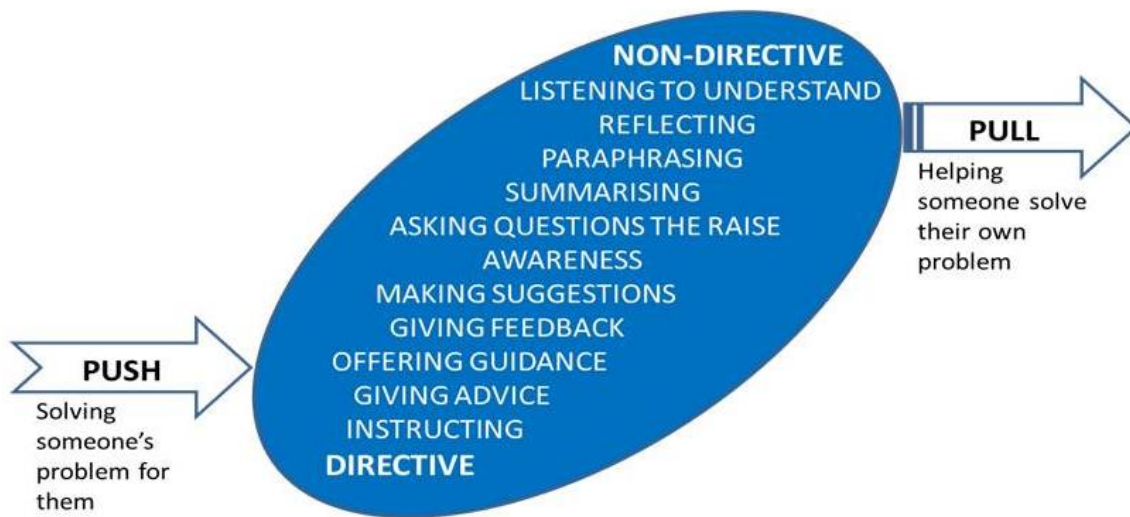 NON-DIRECTIVE
LISTENING TO UNDERSTAND
REFLECTING
PARAPHRASING
SUMMARISING
ASKING QUESTIONS THE RAISE
AWARENESS
MAKING SUGGESTIONS
GIVING FEEDBACK
OFFERING GUIDANCE
GIVING ADVICE
INSTRUCTING
DIRECTIVE
PUSH
Solving
someone's
problem for
them
PULL
Helping
someone solve
their own
problem